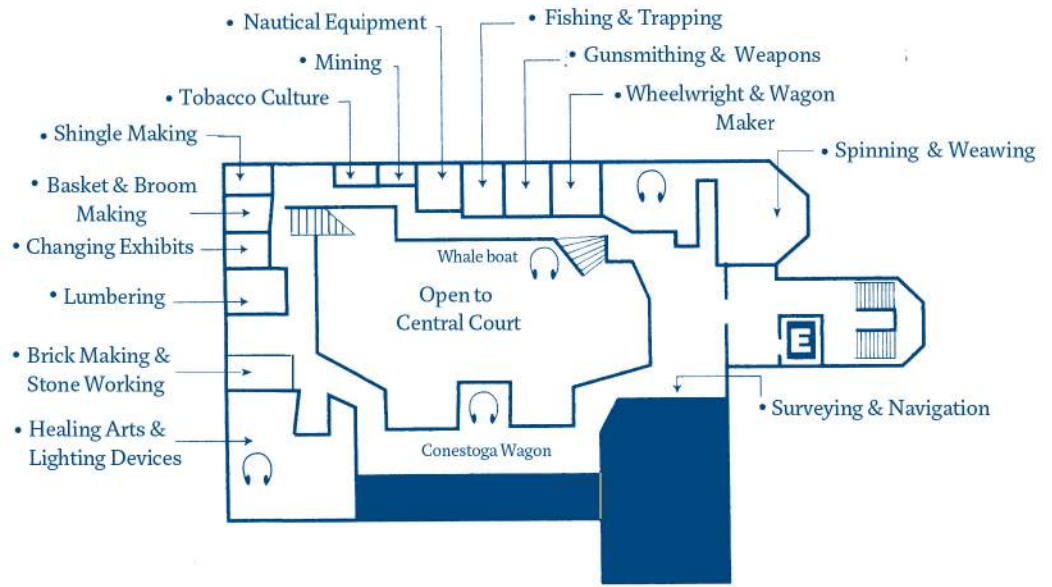 • Nautical Equipment
• Fishing & Trapping
• Mining
• Gunsmithing & Weapons
• Tobacco Culture
• Wheelwright & Wagon
Maker
• Shingle Making
• Spinning & Weawing
• Basket & Broom
Making
• Changing Exhibits
• Lumbering
• Brick Making &
Stone Working
• Healing Arts &
Lighting Devices
Whale boat
Open to
Central Court
E
• Surveying & Navigation
Conestoga Wagon